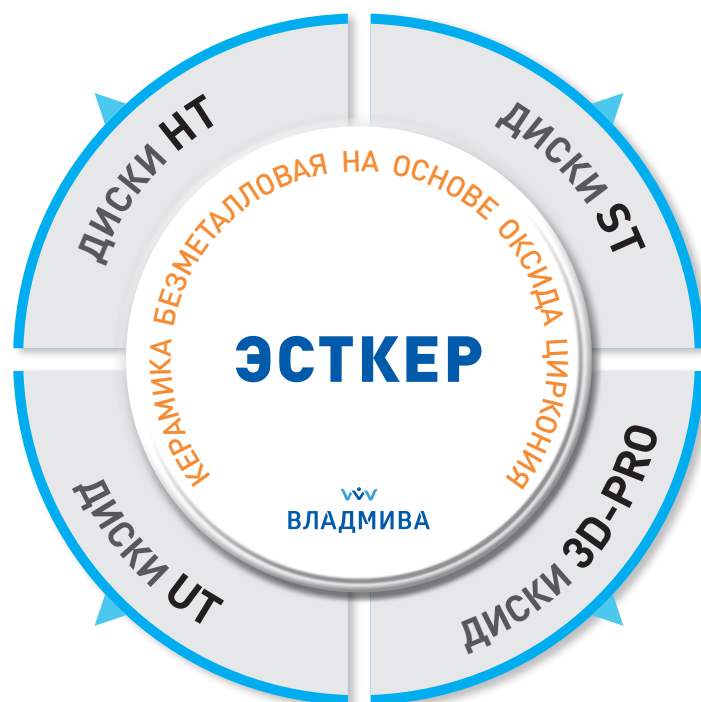 ДИСКИ HT
ДИСКИ ST
КЕРАМИКА БЕЗМЕТАЛЛОВАЯ НА ОСНОВЕ ОКСИДА ЦИРКОНИЯ
ЭСТКЕР
ВЛАДМИВА
ДИСКИ UT
ДИСКИ 3D-PRO